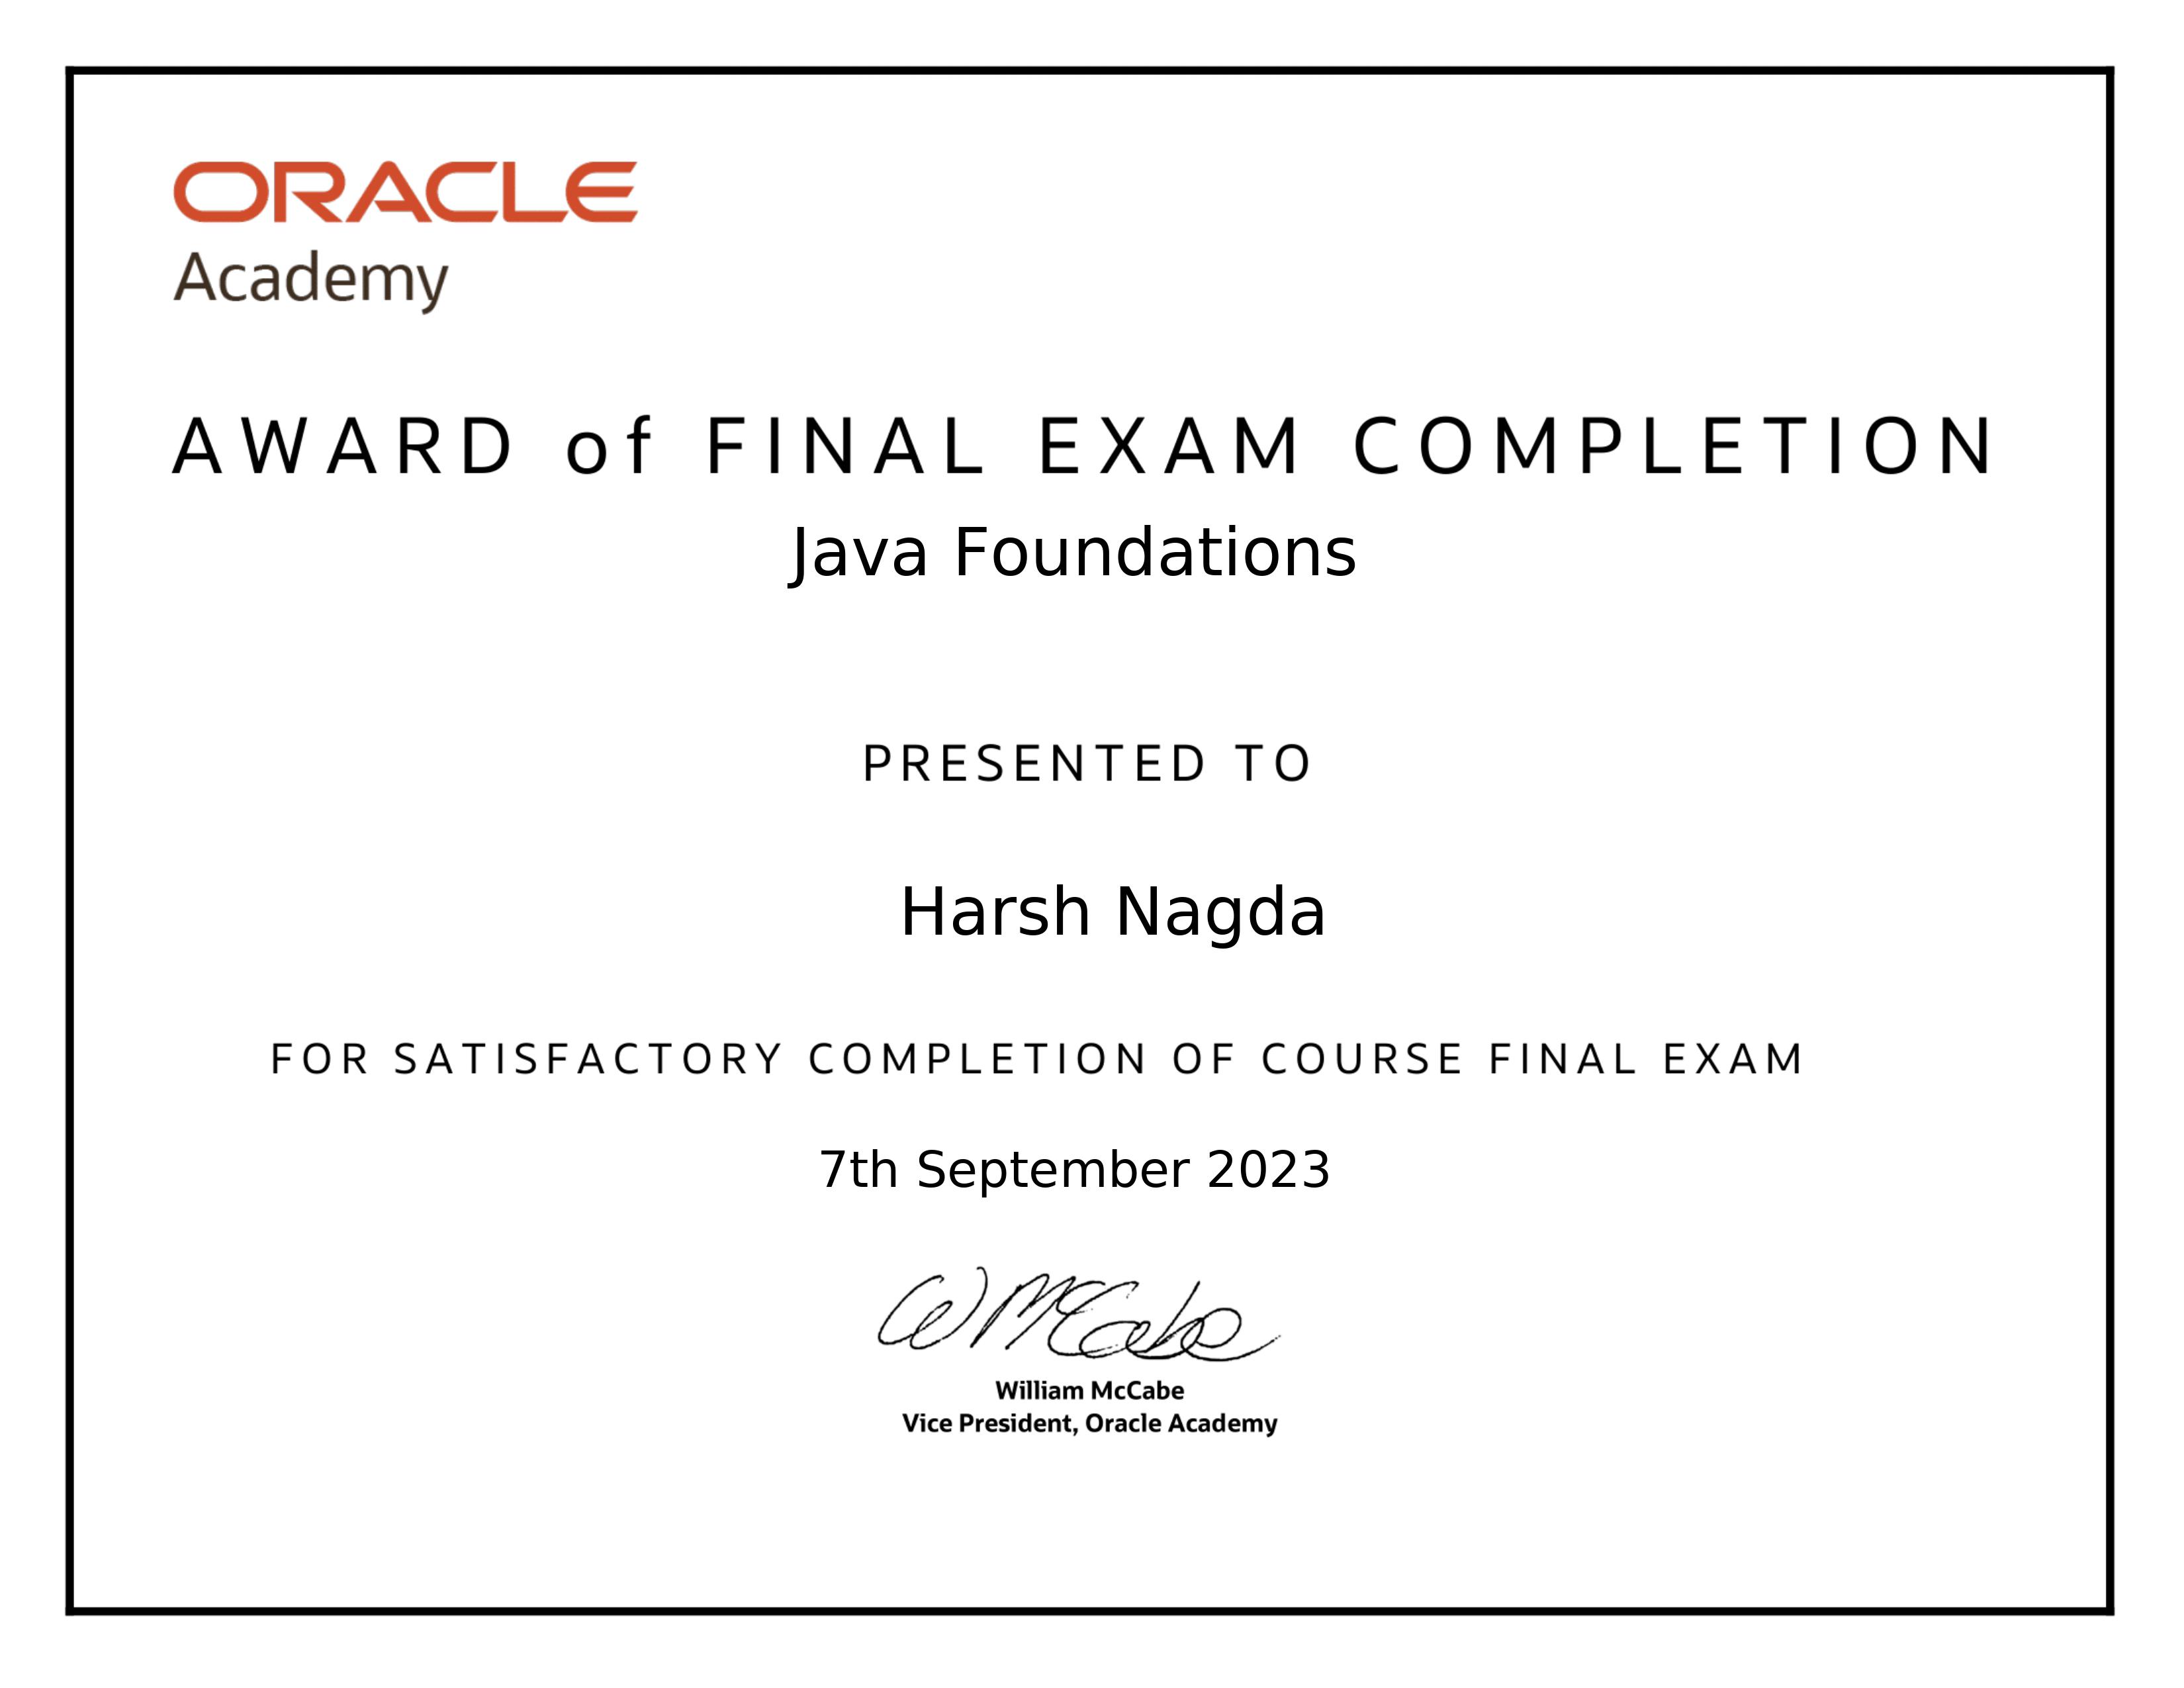 ORACLE
Academy
AWARD of FINAL EXAM COMPLETION
Java Foundations
PRESENTED TO
Harsh Nagda
FOR SATISFACTORY COMPLETION OF COURSE FINAL EXAM
7th September 2023
W McCabe
William McCabe
Vice President, Oracle Academy